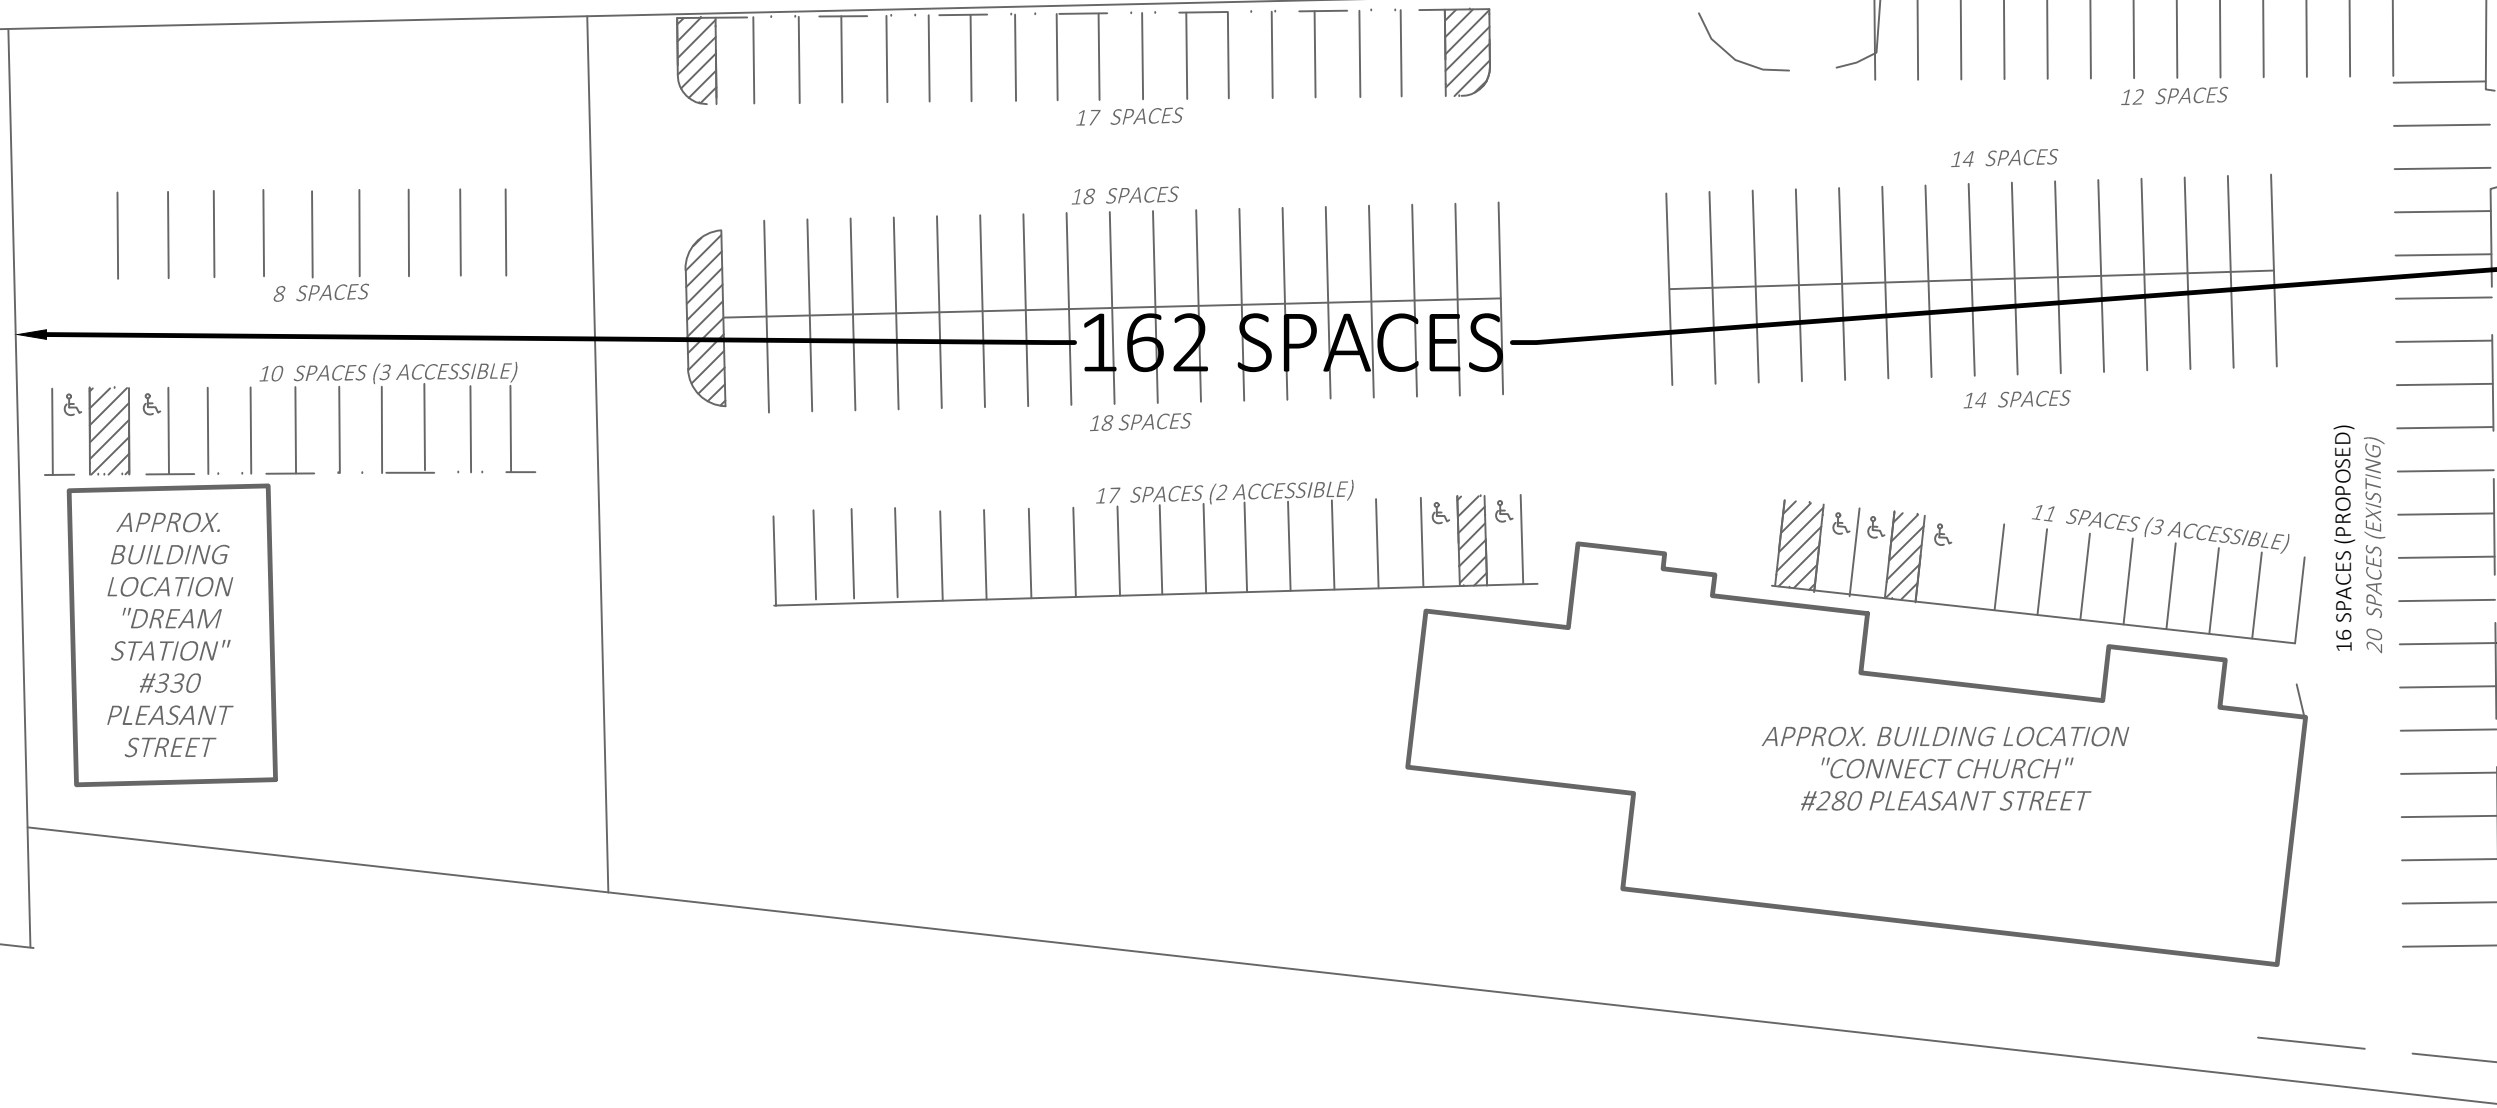 17 SPACES
12 SPACES
14 SPACES
18 SPACES
8 SPACES
162 SPACES
10 SPACES (3 ACCESSIBLE)
14 SPACES
18 SPACES
17 SPACES (2 ACCESSIBLE)
11 SPACES (3 ACCESSIBLE)
16 SPACES (PROPOSED)
20 SPACES (EXISTING)
APPROX.
BUILDING
LOCATION
"DREAM
STATION"
#330
PLEASANT
STREET
APPROX. BUILDING LOCATION
"CONNECT CHURCH"
#280 PLEASANT STREET